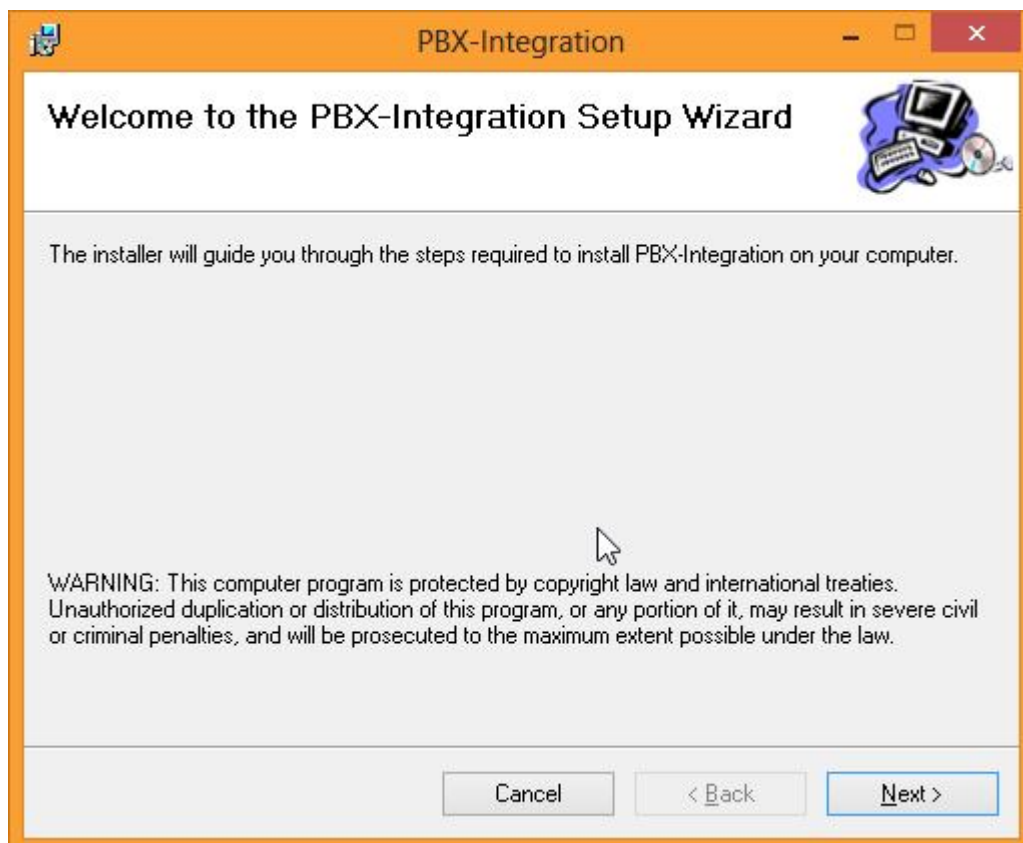 PBX-Integration
Welcome to the PBX-Integration Setup Wizard
The installer will guide you through the steps required to install PBX-Integration on your computer.
WARNING: This computer program is protected by copyright law and international treaties.
Unauthorized duplication or distribution of this program, or any portion of it, may result in severe civil
or criminal penalties, and will be prosecuted to the maximum extent possible under the law.
Cancel
< Back
Next >